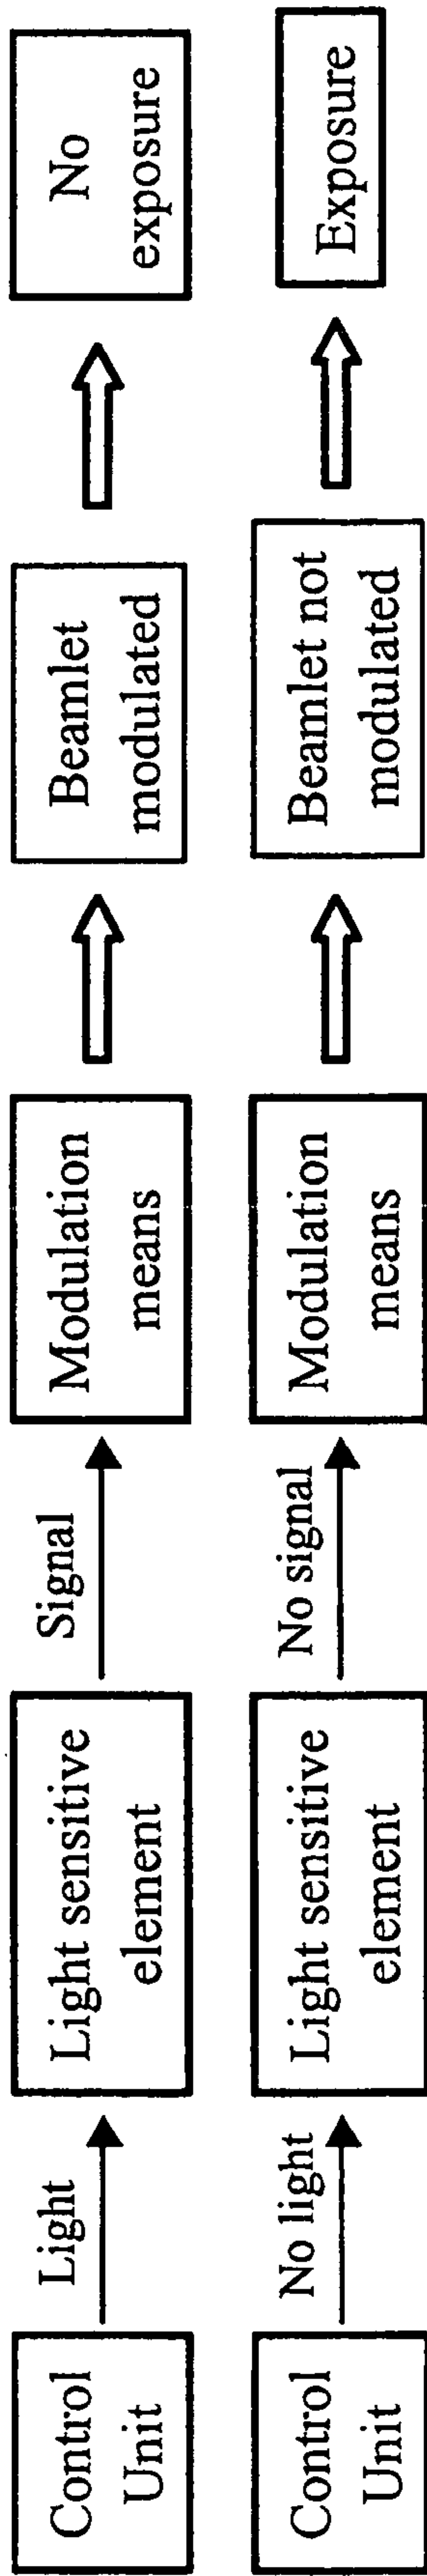 Control
Unit
Light
Light sensitive
element
Signal
Modulation
means
Beamlet
modulated
No
exposure
Control
Unit
No light
Light sensitive
element
No signal
Modulation
means
Beamlet not
modulated
Exposure